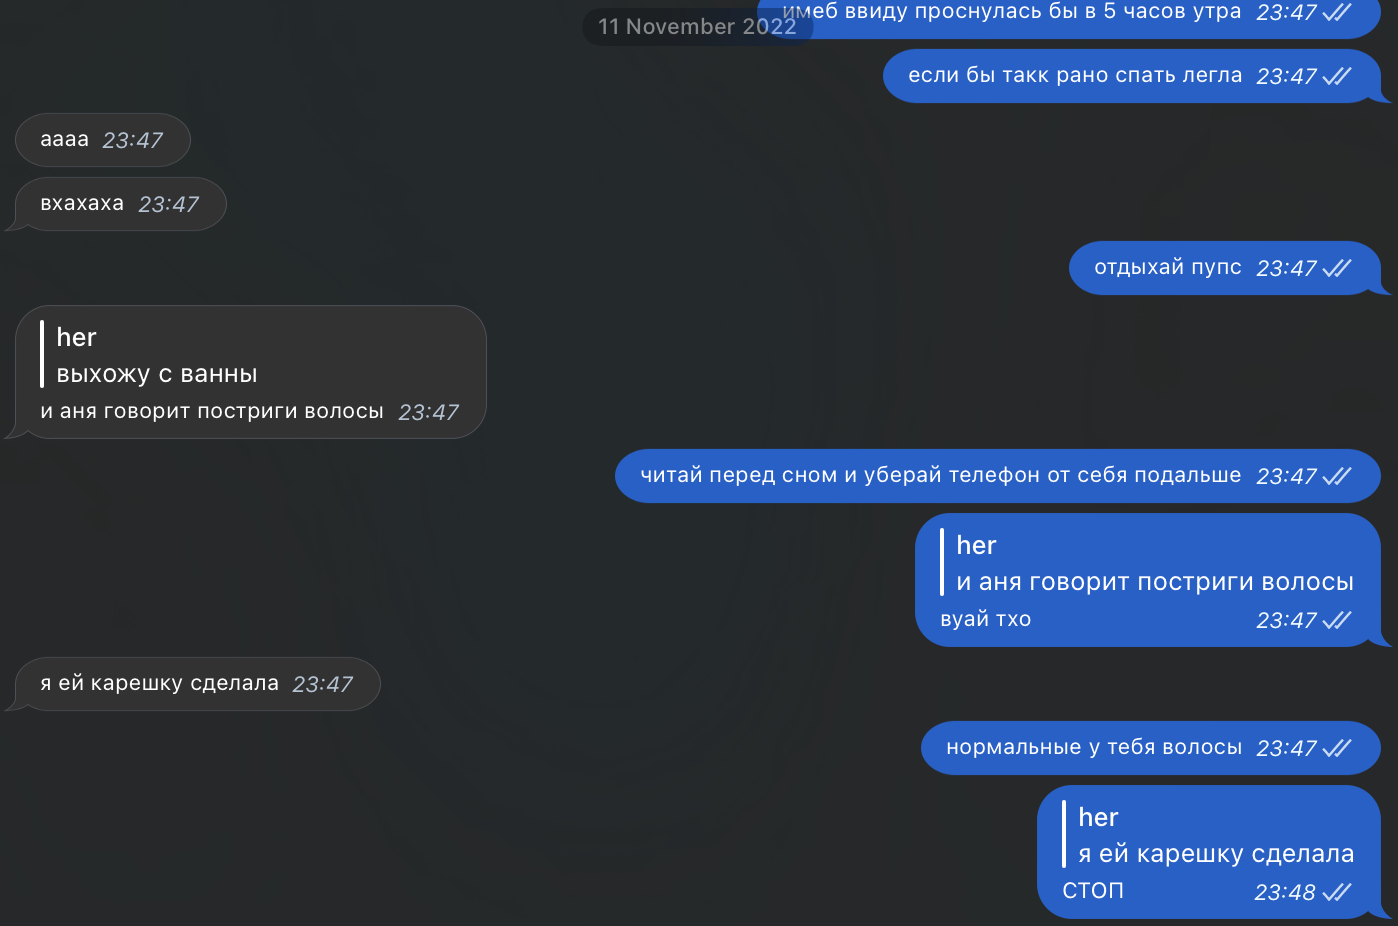 имеб ввиду проснулась бы в 5 часов утра 23:47
11 November 2022
если бы такк рано спать легла 23:47
аааа 23:47
вхахаха 23:47
отдыхай пупс 23:47
her
выхожу с ванны
и аня говорит постриги волосы 23:47
читай перед сном и уберай телефон от себя подальше 23:47
her
и аня говорит постриги волосы
вуай тхо 23:47
я ей карешку сделала 23:47
нормальные у тебя волосы 23:47
her
я ей карешку сделала
СТОП 23:48